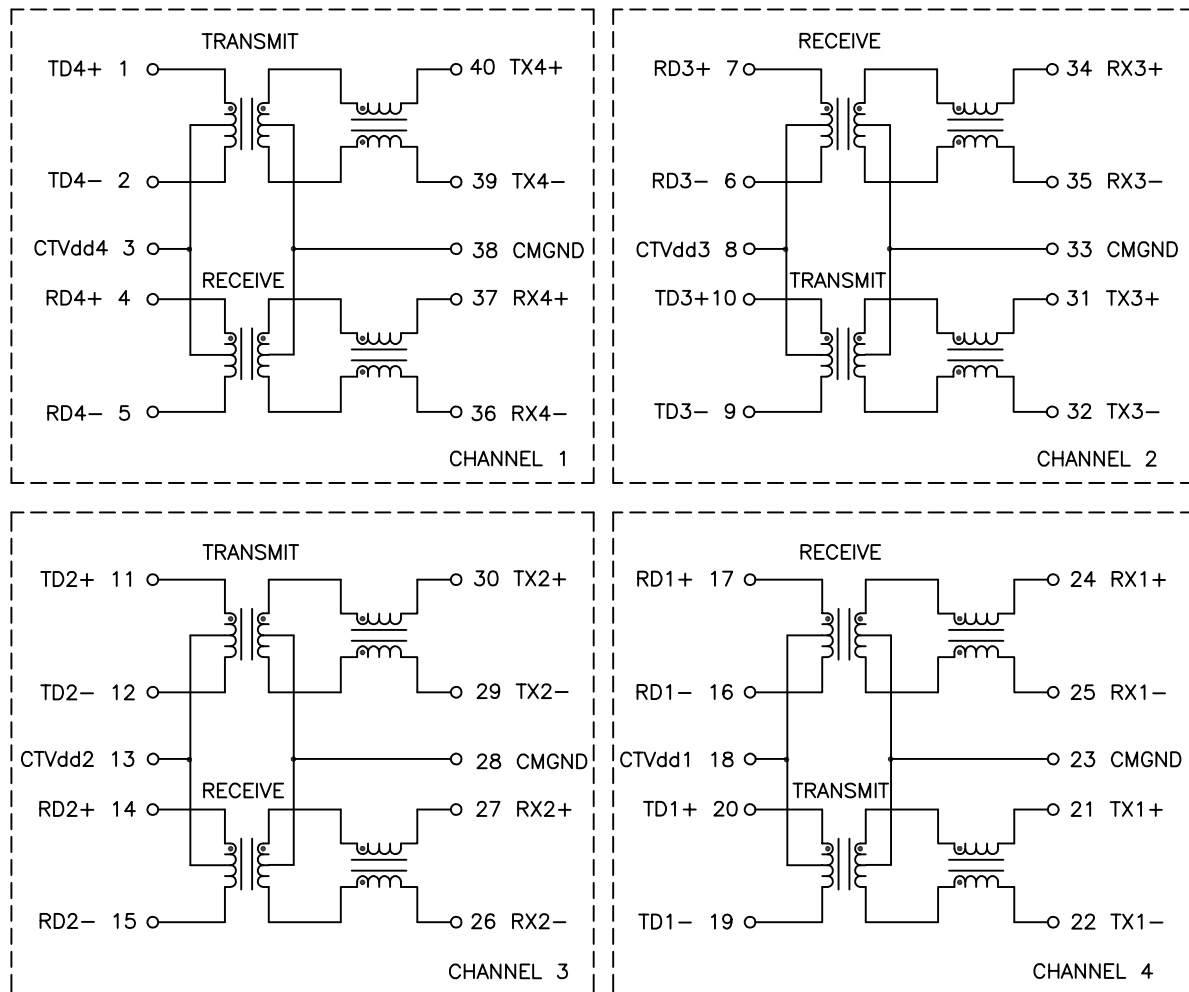 TRANSMIT
TD4+ 1
40 TX4+
TD4- 2
39 TX4-
CTVdd4 3
38 CMGND
RECEIVE
RD4+ 4
37 RX4+
RD4- 5
36 RX4-
CHANNEL 1
RECEIVE
RD3+ 7
34 RX3+
RD3- 6
35 RX3-
CTVdd3 8
33 CMGND
TRANSMIT
TD3+ 10
31 TX3+
TD3- 9
32 TX3-
CHANNEL 2
TRANSMIT
TD2+ 11
30 TX2+
TD2- 12
29 TX2-
CTVdd2 13
28 CMGND
RECEIVE
RD2+ 14
27 RX2+
RD2- 15
26 RX2-
CHANNEL 3
RECEIVE
RD1+ 17
24 RX1+
RD1- 16
25 RX1-
CTVdd1 18
23 CMGND
TRANSMIT
TD1+ 20
21 TX1+
TD1- 19
22 TX1-
CHANNEL 4